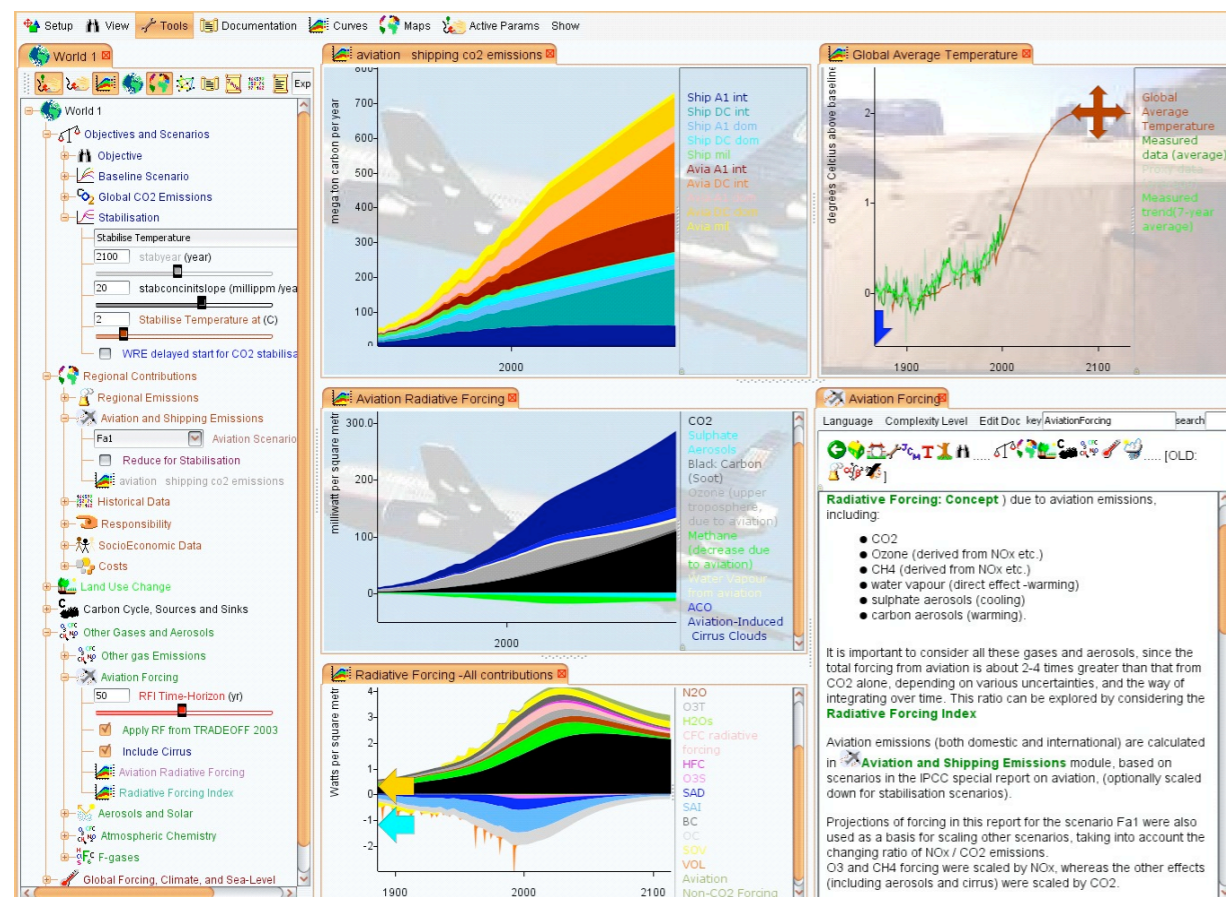 Setup View Tools Documentation Curves Maps Active Params Show
World 1
Exp
World 1
Objectives and Scenarios
Objective
Baseline Scenario
Global CO2 Emissions
Stabilisation
Stabilise Temperature
2100 stabyear (year)
20 stabconcinitslope (millippm /yea
2 Stabilise Temperature at (C)
WRE delayed start for CO2 stabilisa
Regional Contributions
Regional Emissions
Aviation and Shipping Emissions
Fa1 Aviation Scenario
Reduce for Stabilisation
aviation shipping co2 emissions
Historical Data
Responsibility
SocioEconomic Data
Costs
Land Use Change
Carbon Cycle, Sources and Sinks
Other Gases and Aerosols
Other gas Emissions
Aviation Forcing
50 RFI Time-Horizon (yr)
Apply RF from TRADEOFF 2003
Include Cirrus
Aviation Radiative Forcing
Radiative Forcing Index
Aerosols and Solar
Atmospheric Chemistry
F-gases
Global Forcing, Climate, and Sea-Level
aviation shipping co2 emissions
mega ton carbon per year
800
700
600
500
400
300
200
100
0
2000
Ship A1 int
Ship DC int
Ship A1 dom
Ship DC dom
Ship mil
Avia A1 int
Avia DC int
Avia DC dom
Avia mil
Global Average Temperature
degrees Celcius above baseline
2
1
0
1900 2000 2100
Global
Average
Temperature
Measured
data (average)
Proxy data
Measured
trend(7-year
average)
Aviation Radiative Forcing
milliwatt per square metr
300.0
200
100
0
2000
CO2
Sulphate
Aerosols
Black Carbon
(Soot)
Ozone (upper
troposphere,
due to aviation)
Methane
(decrease due
to aviation)
Water Vapour
from aviation
ACO
Aviation-Induced
Cirrus Clouds
Radiative Forcing -All contributions
Watts per square metr
4
3
2
1
0
-1
-2
1900 2000 2100
N2O
O3T
H2Os
CFC radiative
forcing
HFC
O3S
SAD
SAI
BC
OC
SOV
VOL
Aviation
Non-CO2 Forcing
Aviation Forcing
Language Complexity Level Edit Doc key AviationForcing search
..... ..... [OLD:
]
Radiative Forcing: Concept ) due to aviation emissions,
including:
● CO2
● Ozone (derived from NOx etc.)
● CH4 (derived from NOx etc.)
● water vapour (direct effect -warming)
● sulphate aerosols (cooling)
● carbon aerosols (warming).
It is important to consider all these gases and aerosols, since the
total forcing from aviation is about 2-4 times greater than that from
CO2 alone, depending on various uncertainties, and the way of
integrating over time. This ratio can be explored by considering the
Radiative Forcing Index
Aviation emissions (both domestic and international) are calculated
in Aviation and Shipping Emissions module, based on
scenarios in the IPCC special report on aviation, (optionally scaled
down for stabilisation scenarios).
Projections of forcing in this report for the scenario Fa1 were also
used as a basis for scaling other scenarios, taking into account the
changing ratio of NOx / CO2 emissions.
O3 and CH4 forcing were scaled by NOx, whereas the other effects
(including aerosols and cirrus) were scaled by CO2.